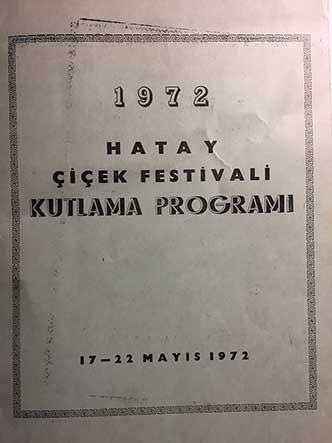 1972
HATAY
ÇİÇEK FESTİVALİ
KUTLAMA PROGRAMI
17—22 MAYIS 1972